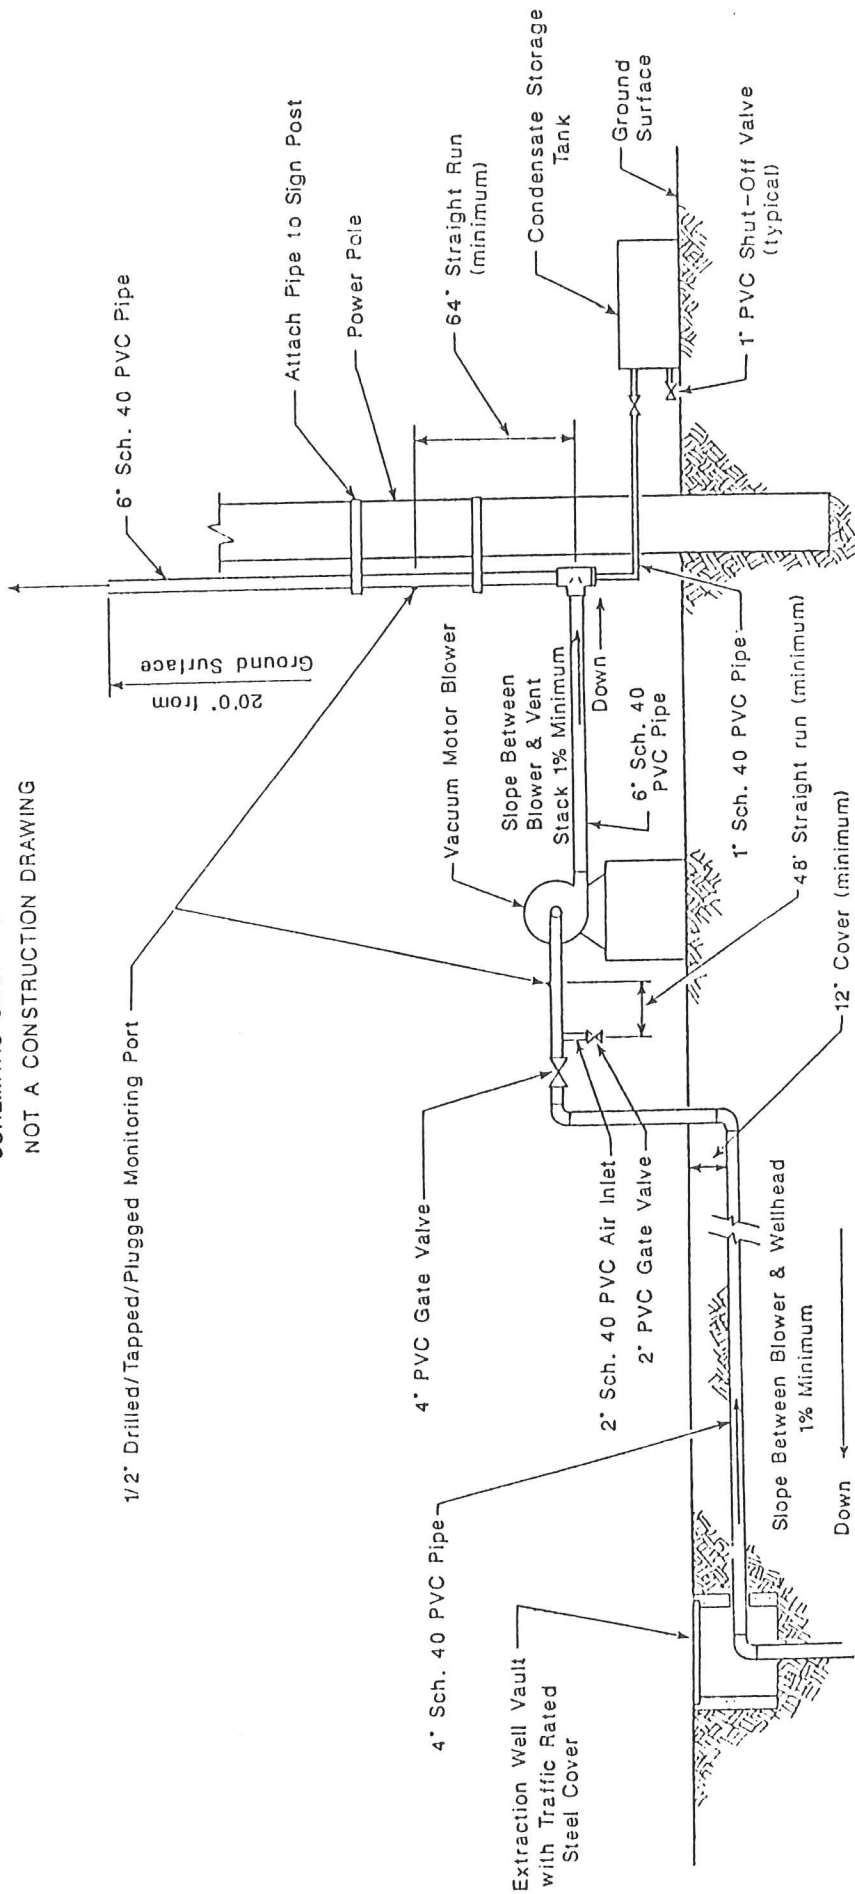 NOT A CONSTRUCTION DRAWING
1/2" Drilled/Tapped/Plugged Monitoring Port
6" Sch. 40 PVC Pipe
Attach Pipe to Sign Post
Power Pole
64" Straight Run
(minimum)
Condensate Storage
Tank
Ground
Surface
1" PVC Shut-Off Valve
(typical)
20'0" from
Ground Surface
Vacuum Motor Blower
Slope Between
Blower & Vent
Stack 1% Minimum
Down
6" Sch. 40
PVC Pipe
1" Sch. 40 PVC Pipe
48" Straight run (minimum)
12" Cover (minimum)
4" PVC Gate Valve
2" Sch. 40 PVC Air Inlet
2" PVC Gate Valve
4" Sch. 40 PVC Pipe
Extraction Well Vault
with Traffic Rated
Steel Cover
Slope Between Blower & Wellhead
1% Minimum
Down